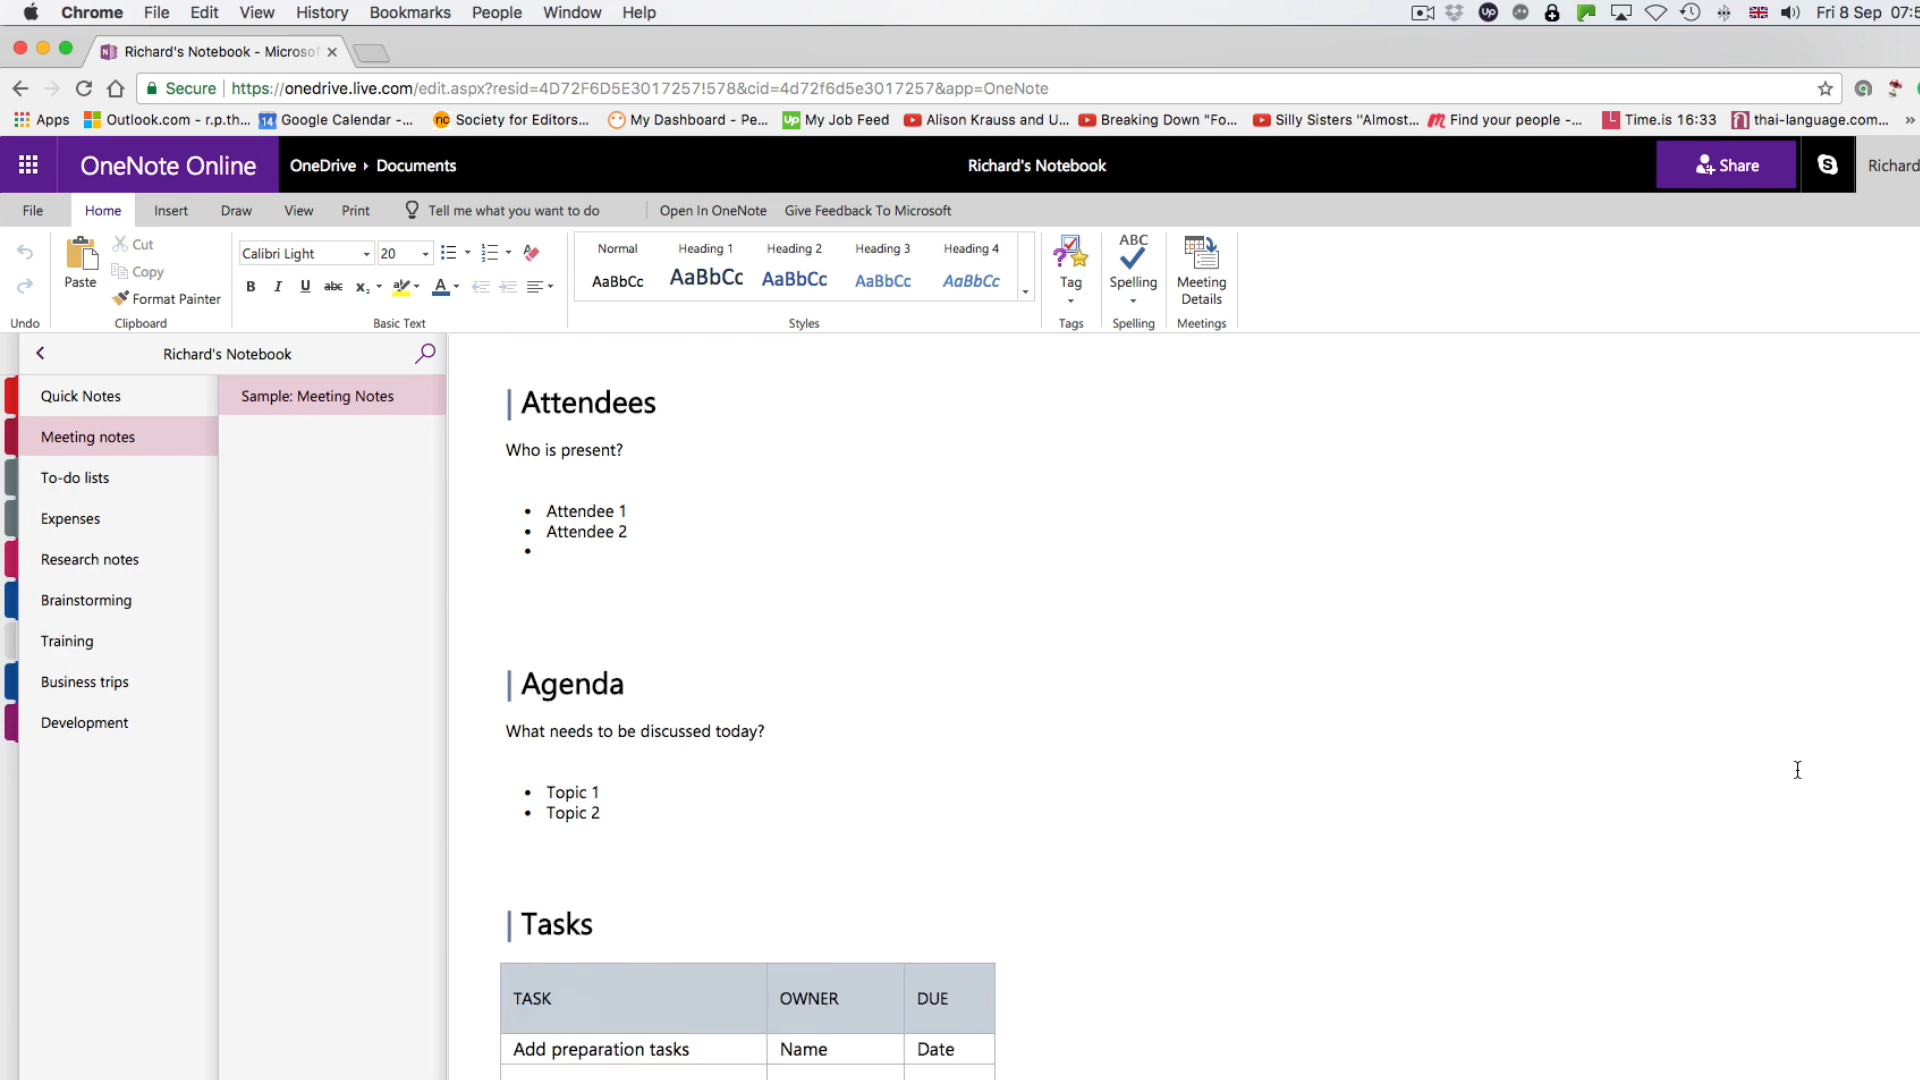 Chrome File Edit View History Bookmarks People Window Help
Fri 8 Sep 07:5
Richard's Notebook - Microsof
Secure https://onedrive.live.com/edit.aspx?resid=4D72F6D5E3017257!578&cid=4d72f6d5e3017257&app=OneNote
Apps Outlook.com - r.p.th... 14 Google Calendar -... nc Society for Editors... My Dashboard - Pe... up My Job Feed Alison Krauss and U... Breaking Down "Fo... Silly Sisters "Almost... Find your people -... Time.is 16:33 thai-language.com... »
OneNote Online OneDrive Documents Richard's Notebook Share Richard
File Home Insert Draw View Print Tell me what you want to do Open In OneNote Give Feedback To Microsoft
Undo
Paste
Cut
Copy
Format Painter
Clipboard
Calibri Light 20
B I U abc x₂ ab A
Basic Text
Normal Heading 1 Heading 2 Heading 3 Heading 4
AaBbCc AaBbCc AaBbCc AaBbCc AaBbCc
Styles
Tag
Tags
ABC
Spelling
Spelling
Meeting
Details
Meetings
Richard's Notebook
Quick Notes
Meeting notes
To-do lists
Expenses
Research notes
Brainstorming
Training
Business trips
Development
Sample: Meeting Notes
Attendees
Who is present?
• Attendee 1
• Attendee 2
•
Agenda
What needs to be discussed today?
• Topic 1
• Topic 2
Tasks
TASK OWNER DUE
Add preparation tasks Name Date